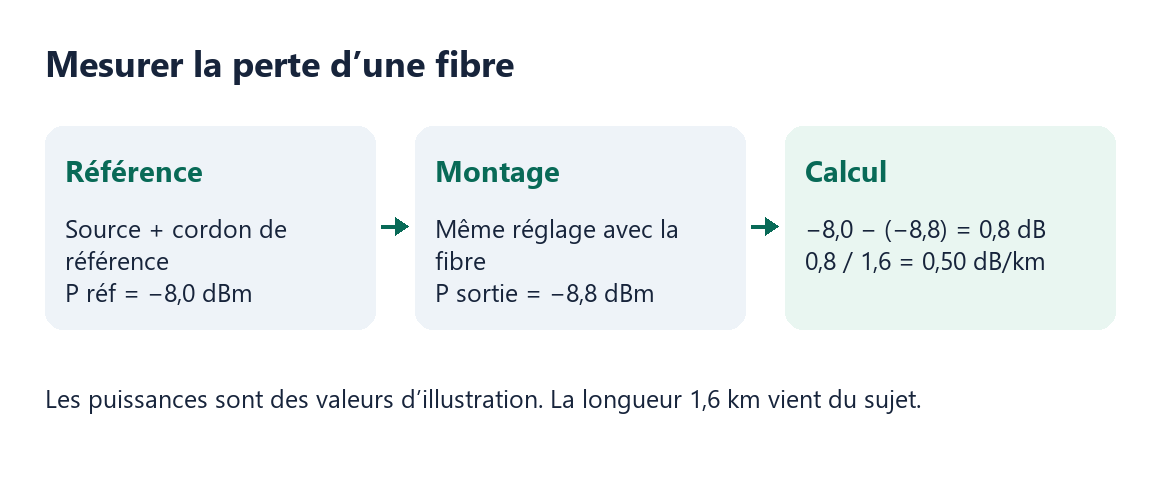 Mesurer la perte d’une fibre
Référence
Source + cordon de
référence
P réf = −8,0 dBm
Montage
Même réglage avec la
fibre
P sortie = −8,8 dBm
Calcul
−8,0 − (−8,8) = 0,8 dB
0,8 / 1,6 = 0,50 dB/km
Les puissances sont des valeurs d’illustration. La longueur 1,6 km vient du sujet.